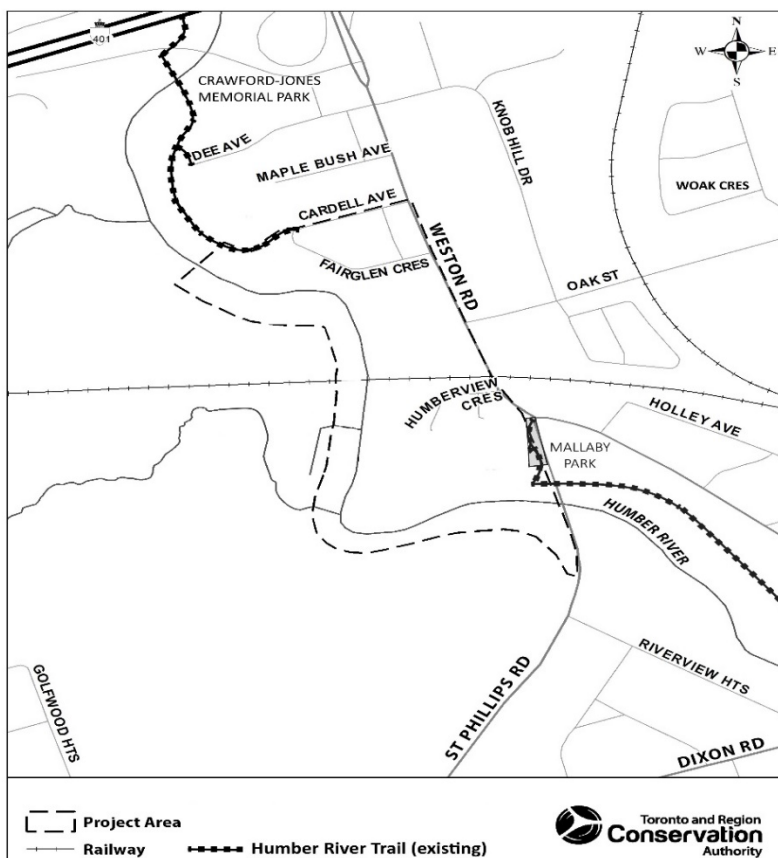 401
N
W E
S
CRAWFORD-JONES
MEMORIAL PARK
DEE AVE
MAPLE BUSH AVE
KNOB HILL DR
WOAK CRES
CARDELL AVE
WESTON RD
FAIRGLEN CRES
OAK ST
HUMBERVIEW
CRES
HOLLEY AVE
MALLABY
PARK
HUMBER RIVER
RIVERVIEW HTS
ST PHILLIPS RD
GOLFWOOD HTS
DIXON RD
Project Area
Railway
Humber River Trail (existing)
Toronto and Region
Conservation
Authority